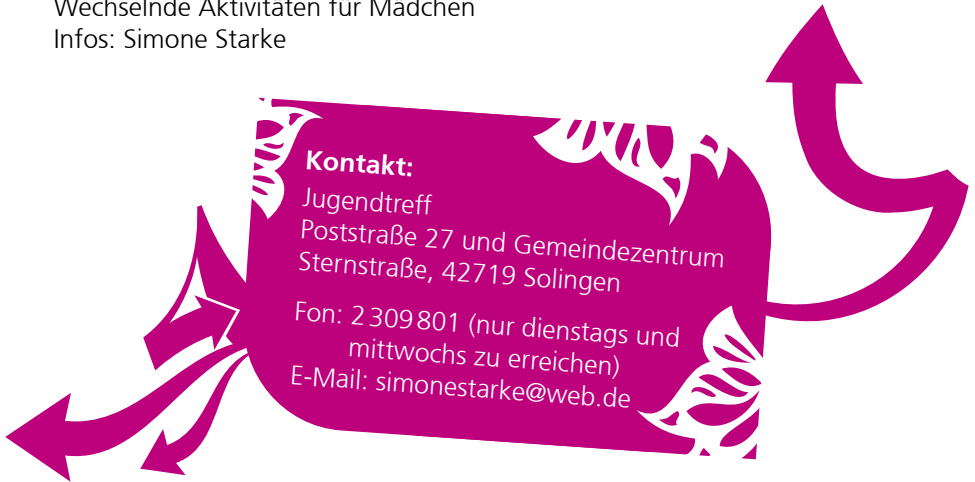 Wechselnde Aktivitäten für Mädchen
Infos: Simone Starke
Kontakt:
Jugendtreff
Poststraße 27 und Gemeindezentrum
Sternstraße, 42719 Solingen
Fon: 2 309 801 (nur dienstags und
mittwochs zu erreichen)
E-Mail: simonestarke@web.de